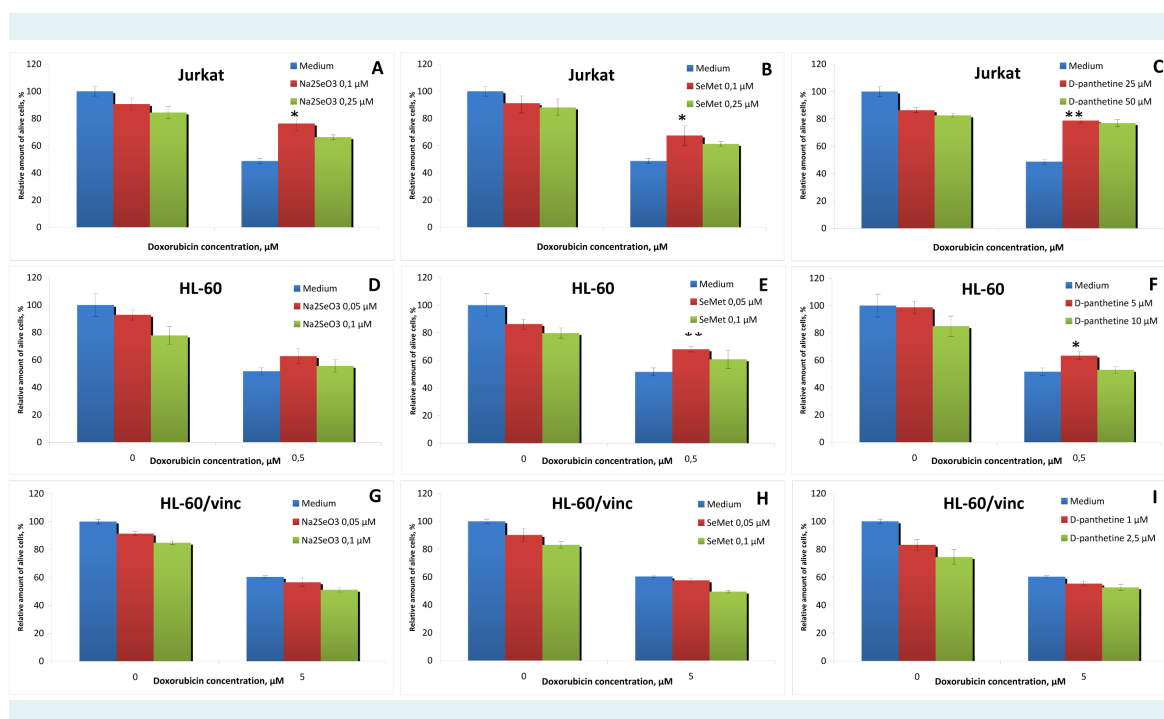 Jurkat
A
Medium
Na2SeO3 0,1 µM
Na2SeO3 0,25 µM
Relative amount of alive cells, %
120
100
80
60
40
20
0
*
Doxorubicin concentration, µM
Jurkat
B
Medium
SeMet 0,1 µM
SeMet 0,25 µM
Relative amount of alive cells, %
120
100
80
60
40
20
0
*
Doxorubicin concentration, µM
Jurkat
C
Medium
D-panthetine 25 µM
D-panthetine 50 µM
Relative amount of alive cells, %
120
100
80
60
40
20
0
**
Doxorubicin concentration, µM
HL-60
D
Medium
Na2SeO3 0,05 µM
Na2SeO3 0,1 µM
Relative amount of alive cells, %
120
100
80
60
40
20
0
0 Doxorubicin concentration, µM 0,5
HL-60
E
Medium
SeMet 0,05 µM
SeMet 0,1 µM
Relative amount of alive cells, %
120
100
80
60
40
20
0
**
0 Doxorubicin concentration, µM 0,5
HL-60
F
Medium
D-panthetine 5 µM
D-panthetine 10 µM
Relative amount of alive cells, %
120
100
80
60
40
20
0
*
0 Doxorubicin concentration, µM 0,5
HL-60/vinc
G
Medium
Na2SeO3 0,05 µM
Na2SeO3 0,1 µM
Relative amount of alive cells, %
120
100
80
60
40
20
0
0 Doxorubicin concentration, µM 5
HL-60/vinc
H
Medium
SeMet 0,05 µM
SeMet 0,1 µM
Relative amount of alive cells, %
120
100
80
60
40
20
0
0 Doxorubicin concentration, µM 5
HL-60/vinc
I
Medium
D-panthetine 1 µM
D-panthetine 2,5 µM
Relative amount of alive cells, %
120
100
80
60
40
20
0
0 Doxorubicin concentration, µM 5